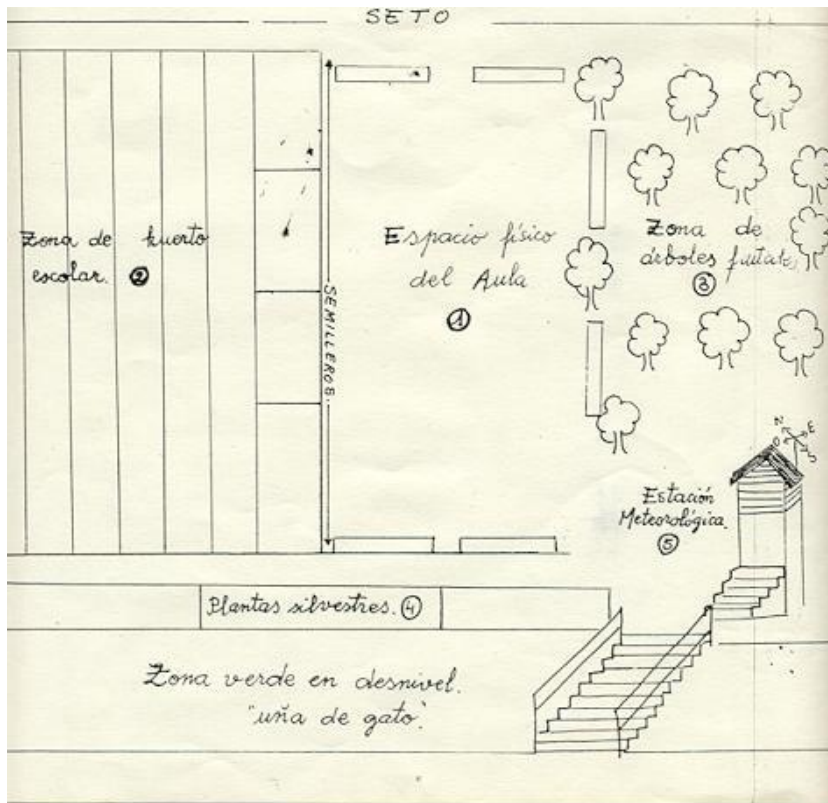 SETO
Zona de huerto
escolar. 2
SEMILLEROS
Espacio físico
del Aula
1
Zona de
árboles frutales
3
N
E
O
S
Estación
Meteorológica.
5
Plantas silvestres. 4
Zona verde en desnivel.
"uña de gato".